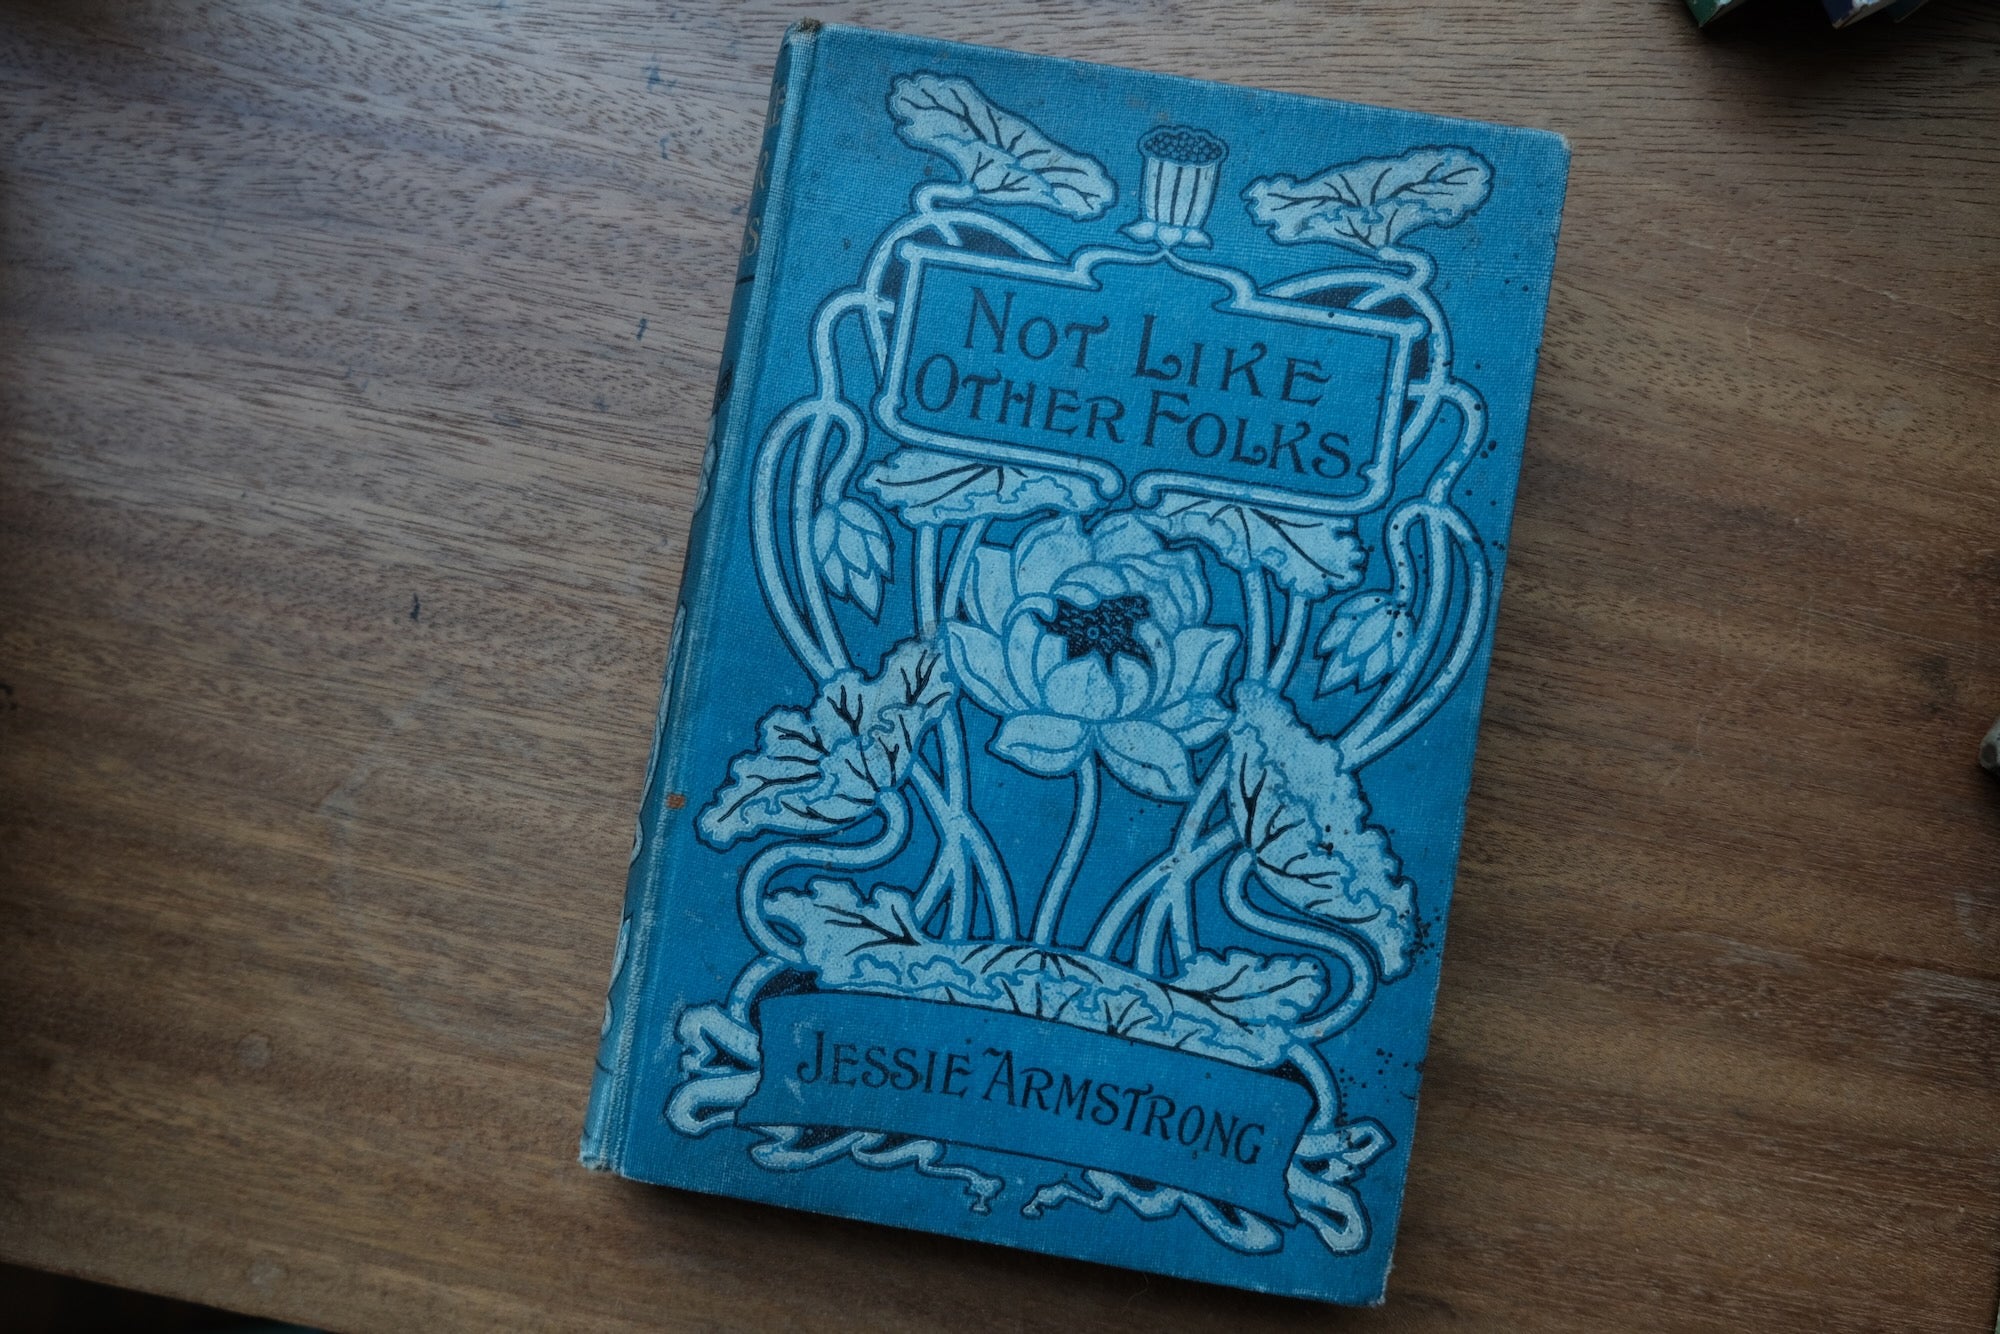 NOT LIKE
OTHER FOLKS.
JESSIE ARMSTRONG